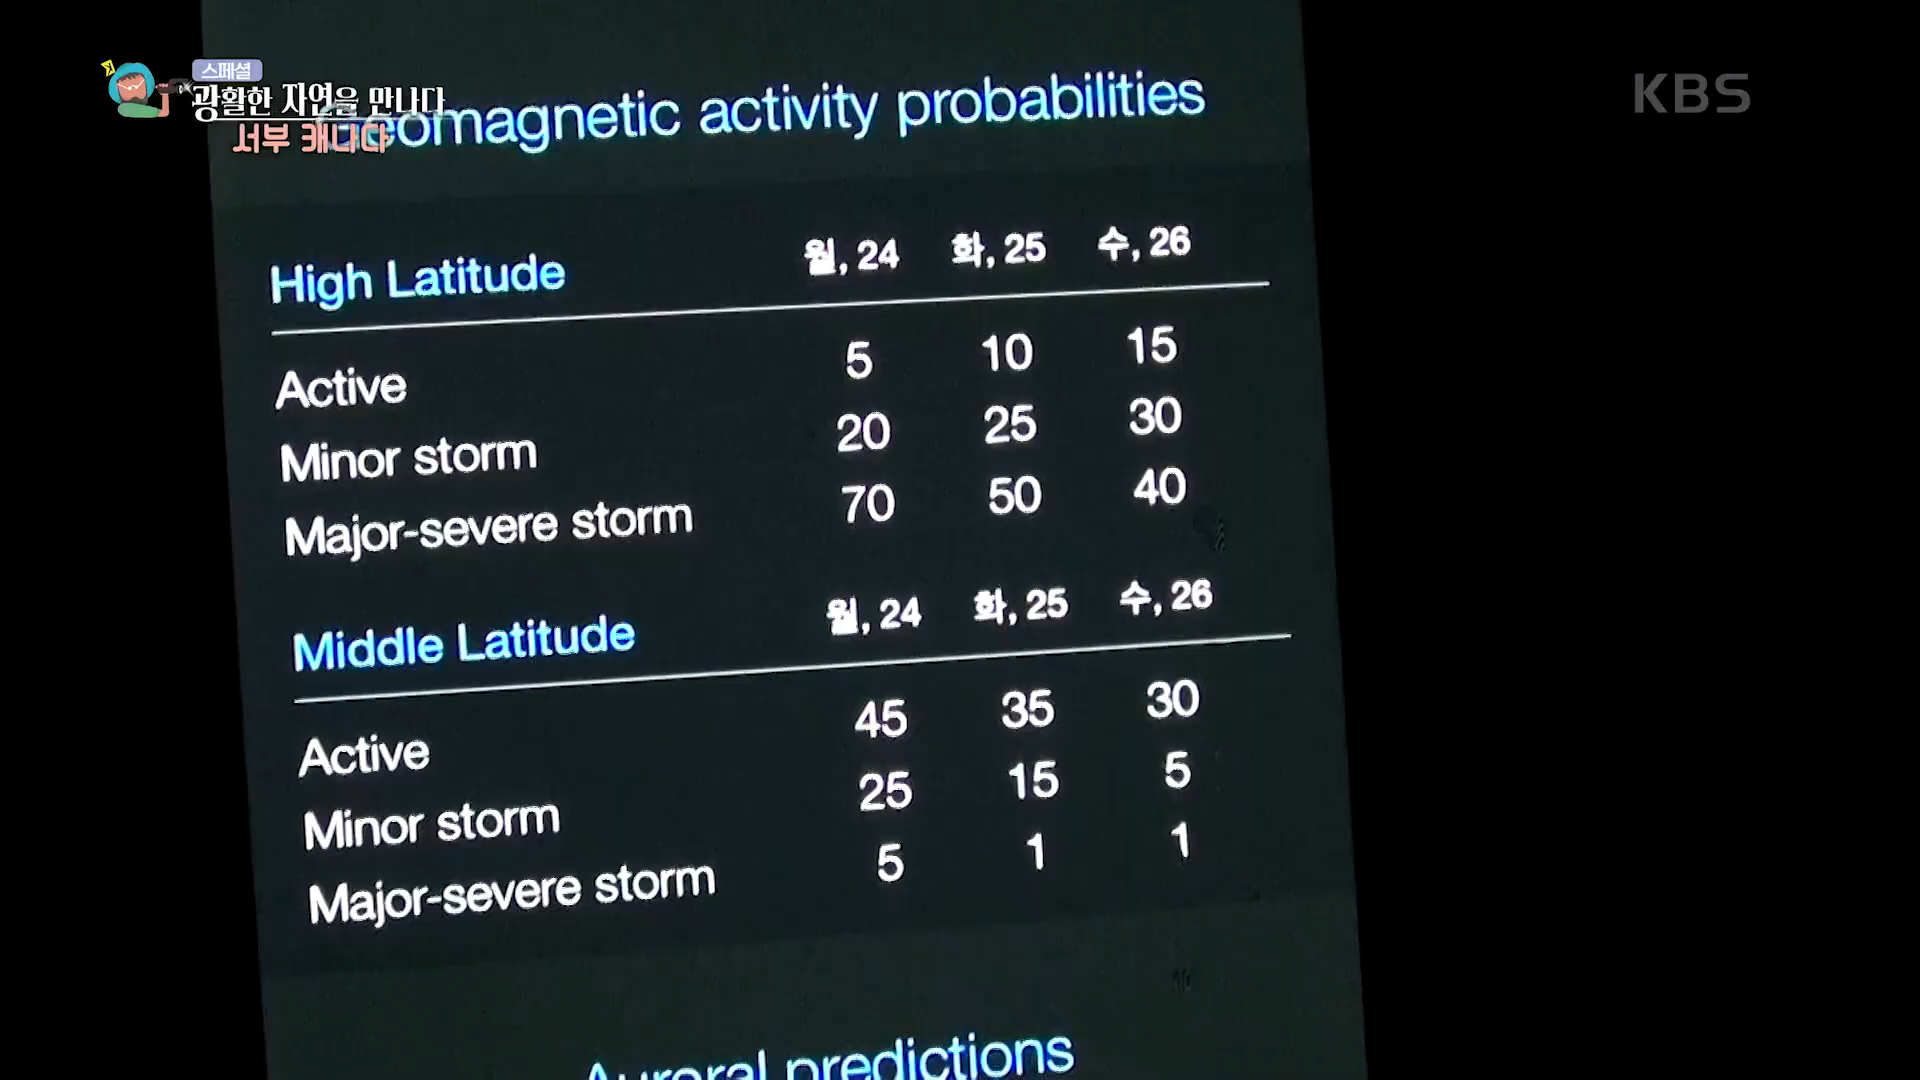 스페셜
광활한 자연을 만나다
서부 캐나다
KBS
Geomagnetic activity probabilities
High Latitude 월, 24 화, 25 수, 26
Active 5 10 15
Minor storm 20 25 30
Major-severe storm 70 50 40
Middle Latitude 월, 24 화, 25 수, 26
Active 45 35 30
Minor storm 25 15 5
Major-severe storm 5 1 1
Auroral predictions